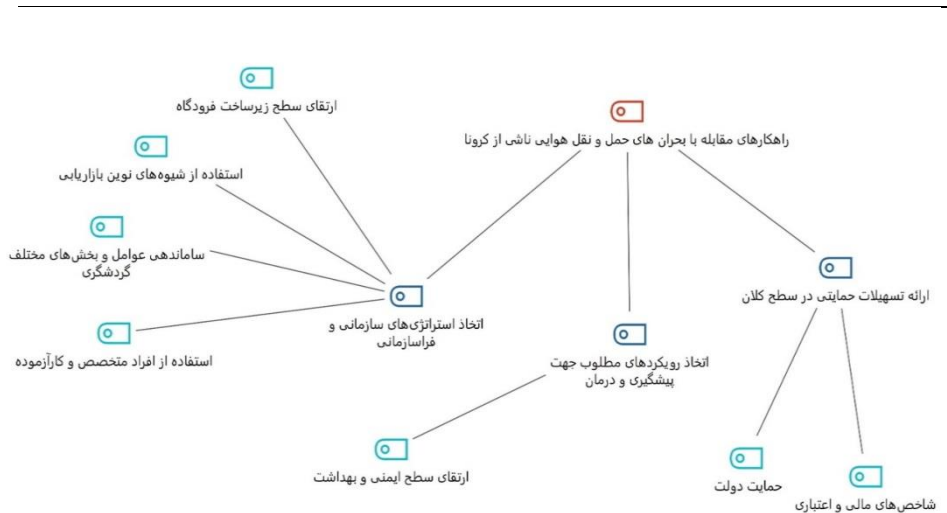 ارتقای سطح زیرساخت فرودگاه
راهکارهای مقابله با بحران های حمل و نقل هوایی ناشی از کرونا
استفاده از شیوه‌های نوین بازاریابی
ساماندهی عوامل و بخش‌های مختلف
گردشگری
ارائه تسهیلات حمایتی در سطح کلان
اتخاذ استراتژی‌های سازمانی و
فراسازمانی
استفاده از افراد متخصص و کارآزموده
اتخاذ رویکردهای مطلوب جهت
پیشگیری و درمان
ارتقای سطح ایمنی و بهداشت
حمایت دولت
شاخص‌های مالی و اعتباری